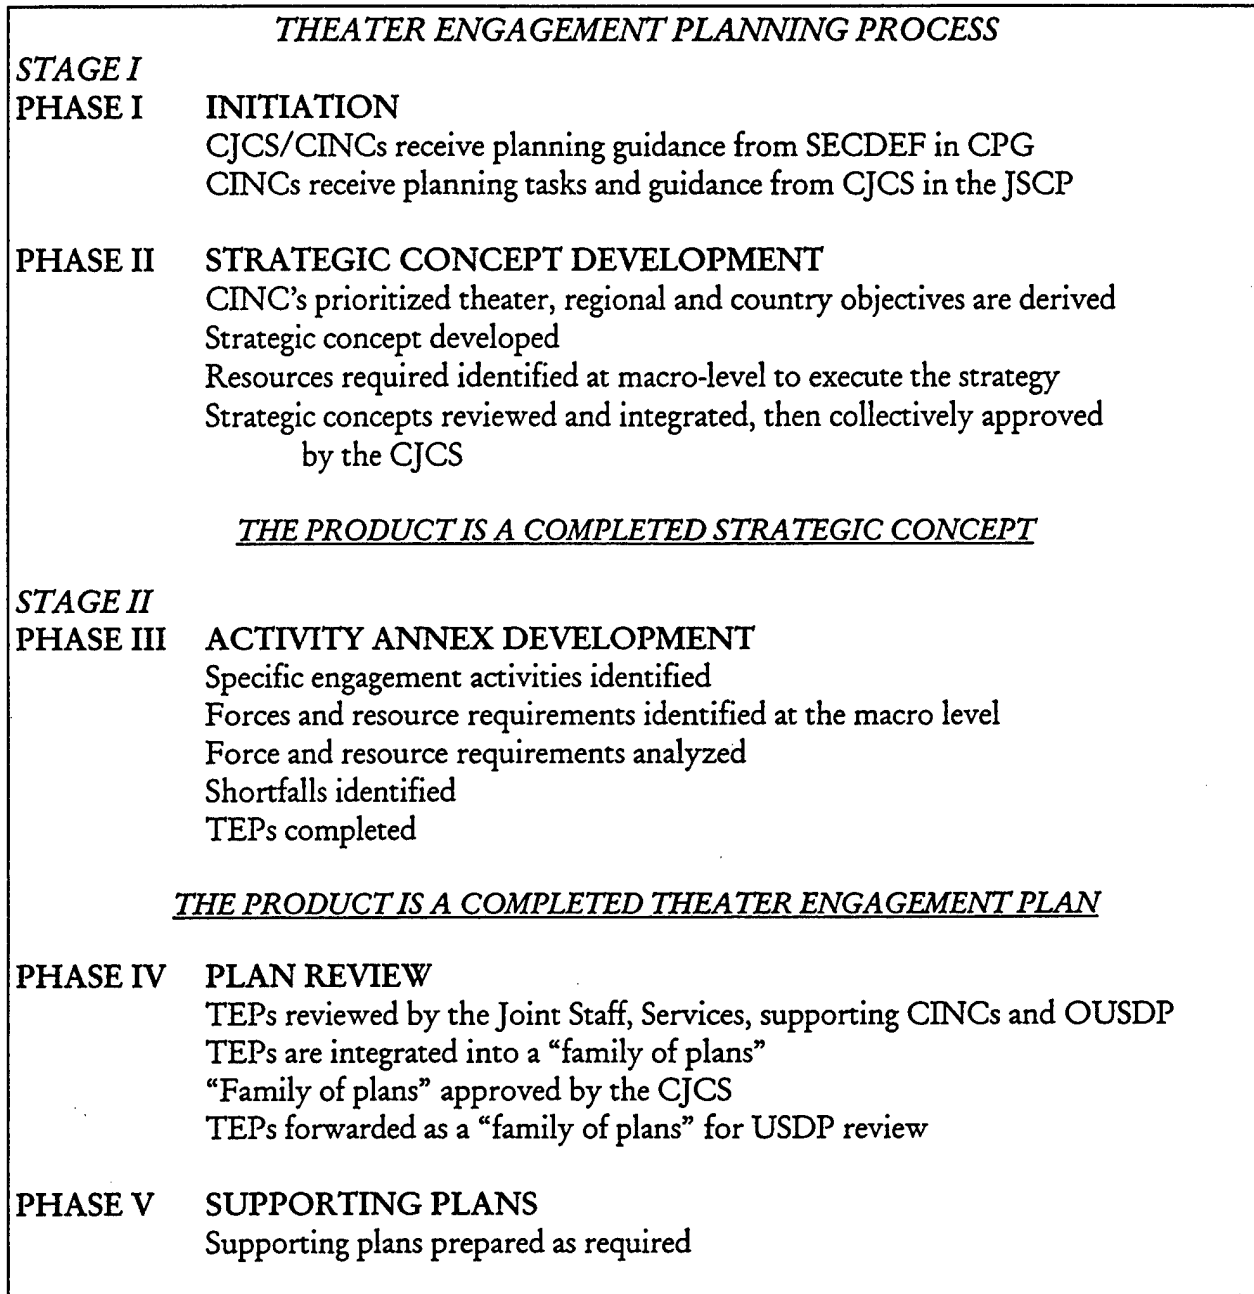 THEATER ENGAGEMENT PLANNING PROCESS
STAGE I
PHASE I INITIATION
CJCS/CINCs receive planning guidance from SECDEF in CPG
CINCs receive planning tasks and guidance from CJCS in the JSCP
PHASE II STRATEGIC CONCEPT DEVELOPMENT
CINC's prioritized theater, regional and country objectives are derived
Strategic concept developed
Resources required identified at macro-level to execute the strategy
Strategic concepts reviewed and integrated, then collectively approved
by the CJCS
THE PRODUCT IS A COMPLETED STRATEGIC CONCEPT
STAGE II
PHASE III ACTIVITY ANNEX DEVELOPMENT
Specific engagement activities identified
Forces and resource requirements identified at the macro level
Force and resource requirements analyzed
Shortfalls identified
TEPs completed
THE PRODUCT IS A COMPLETED THEATER ENGAGEMENT PLAN
PHASE IV PLAN REVIEW
TEPs reviewed by the Joint Staff, Services, supporting CINCs and OUSDP
TEPs are integrated into a “family of plans”
“Family of plans” approved by the CJCS
TEPs forwarded as a “family of plans” for USDP review
PHASE V SUPPORTING PLANS
Supporting plans prepared as required